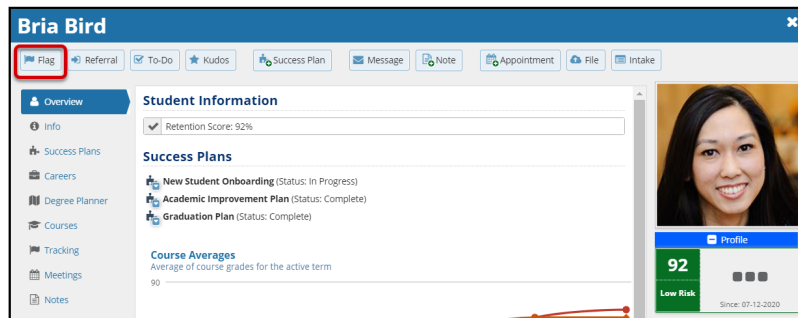 Bria Bird
Flag Referral To-Do Kudos Success Plan Message Note Appointment File Intake
Overview
Info
Success Plans
Careers
Degree Planner
Courses
Tracking
Meetings
Notes
Student Information
Retention Score: 92%
Success Plans
New Student Onboarding (Status: In Progress)
Academic Improvement Plan (Status: Complete)
Graduation Plan (Status: Complete)
Course Averages
Average of course grades for the active term
90
Profile
92
Low Risk
Since: 07-12-2020